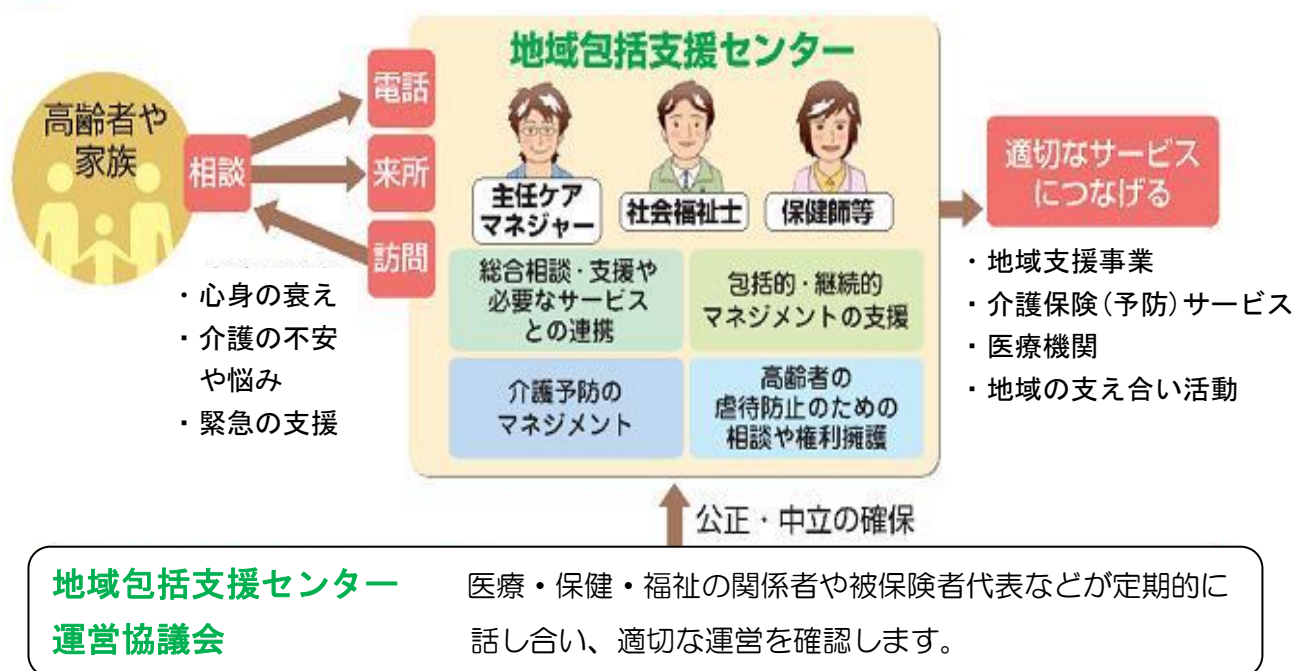 地域包括支援センター
高齢者や
家族
相談
電話
来所
訪問
・心身の衰え
・介護の不安
や悩み
・緊急の支援
主任ケア
マネジャー
社会福祉士
保健師等
総合相談・支援や
必要なサービス
との連携
包括的・継続的
マネジメントの支援
介護予防の
マネジメント
高齢者の
虐待防止のための
相談や権利擁護
適切なサービス
につなげる
・地域支援事業
・介護保険(予防)サービス
・医療機関
・地域の支え合い活動
公正・中立の確保
地域包括支援センター
運営協議会
医療・保健・福祉の関係者や被保険者代表などが定期的に
話し合い、適切な運営を確認します。